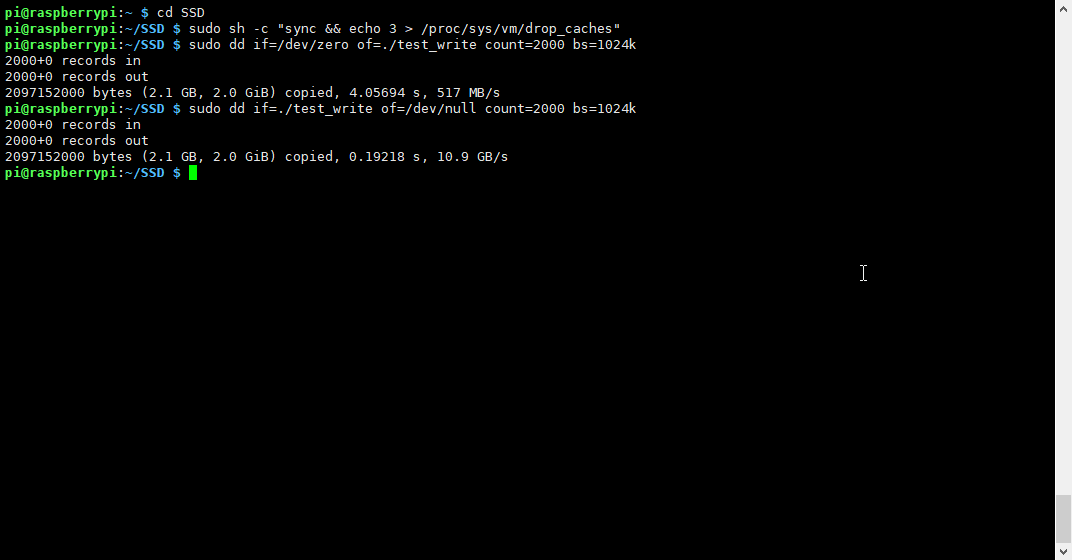 pi@raspberrypi:~ $ cd SSD
pi@raspberrypi:~/SSD $ sudo sh -c "sync && echo 3 > /proc/sys/vm/drop_caches"
pi@raspberrypi:~/SSD $ sudo dd if=/dev/zero of=./test_write count=2000 bs=1024k
2000+0 records in
2000+0 records out
2097152000 bytes (2.1 GB, 2.0 GiB) copied, 4.05694 s, 517 MB/s
pi@raspberrypi:~/SSD $ sudo dd if=./test_write of=/dev/null count=2000 bs=1024k
2000+0 records in
2000+0 records out
2097152000 bytes (2.1 GB, 2.0 GiB) copied, 0.19218 s, 10.9 GB/s
pi@raspberrypi:~/SSD $